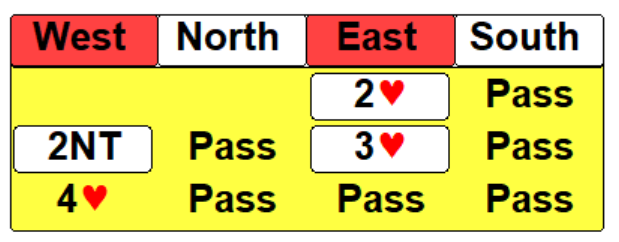 West North East South
2♥ Pass
2NT Pass 3♥ Pass
4♥ Pass Pass Pass